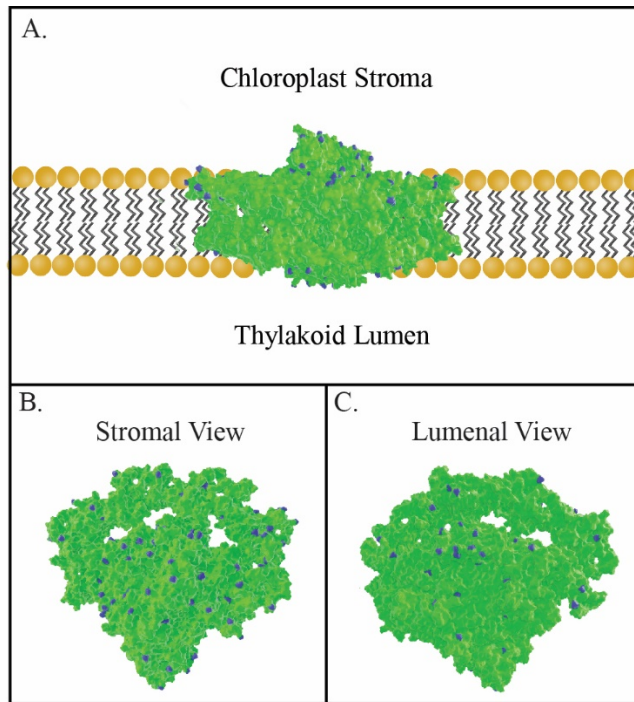 A.
Chloroplast Stroma
Thylakoid Lumen
B.
Stromal View
C.
Lumenal View